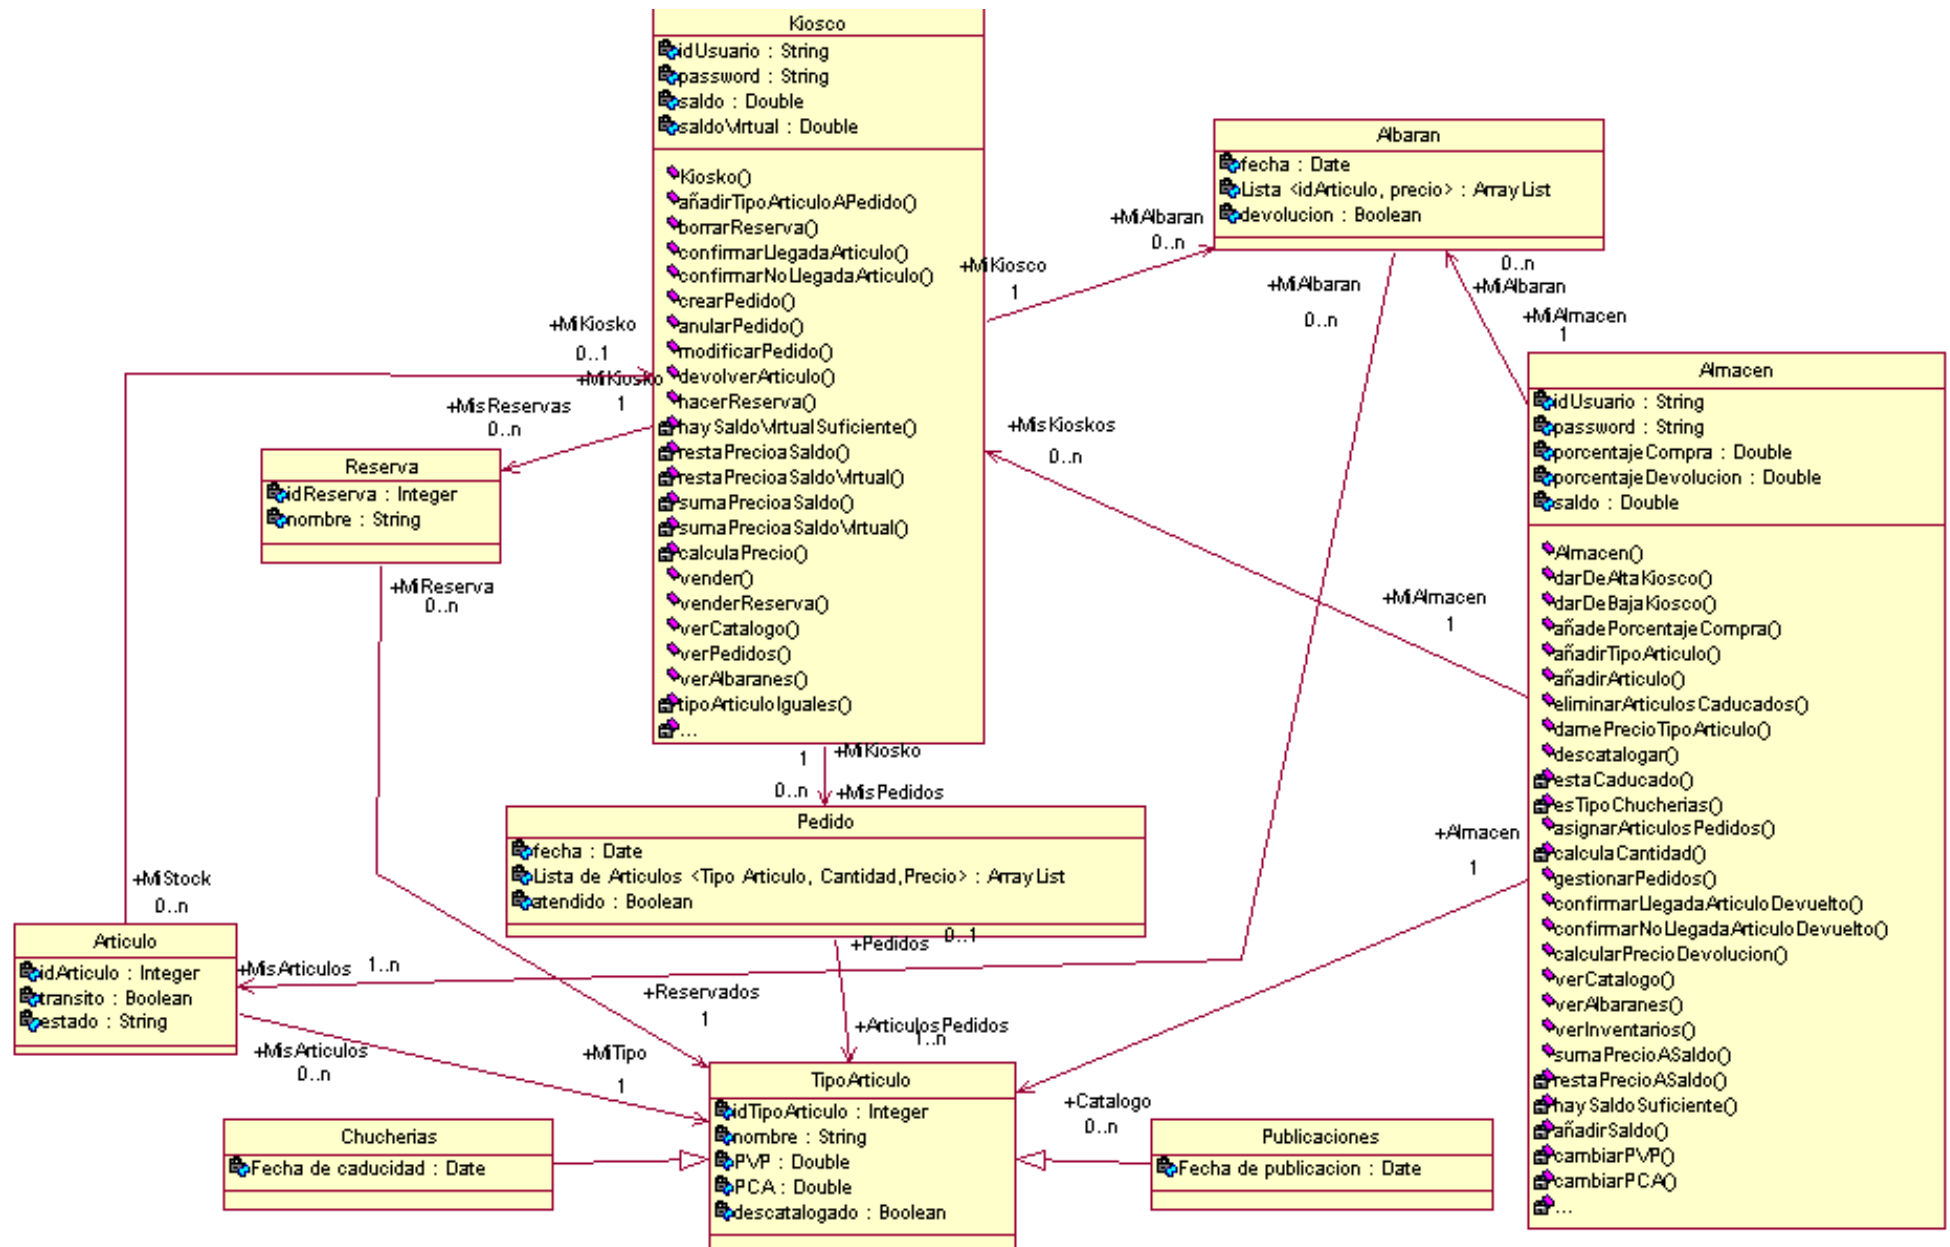 Kiosco
idUsuario : String
password : String
saldo : Double
saldoVirtual : Double
Kiosko()
añadirTipoArticuloAPedido()
borrarReserva()
confirmarLlegadaArticulo()
confirmarNoLlegadaArticulo()
crearPedido()
anularPedido()
modificarPedido()
devolverArticulo()
hacerReserva()
haySaldoVirtualSuficiente()
restaPrecioaSaldo()
restaPrecioaSaldoVirtual()
sumaPrecioaSaldo()
sumaPrecioaSaldoVirtual()
calculaPrecio()
vender()
venderReserva()
verCatalogo()
verPedidos()
verAlbaranes()
tipoArticuloIguales()
...
Albaran
fecha : Date
Lista <idArticulo, precio> : ArrayList
devolucion : Boolean
+MiAlbaran
0..n
+MiKiosco
1
+MiAlbaran
0..n
0..n
+MiAlbaran
+MiAlmacen
1
Almacen
idUsuario : String
password : String
porcentajeCompra : Double
porcentajeDevolucion : Double
saldo : Double
Almacen()
darDeAltaKiosco()
darDeBajaKiosco()
añadePorcentajeCompra()
añadirTipoArticulo()
añadirArticulo()
eliminarArticulosCaducados()
damePrecioTipoArticulo()
descatalogar()
estaCaducado()
esTipoChucherias()
asignarArticulosPedidos()
calculaCantidad()
gestionarPedidos()
confirmarLlegadaArticuloDevuelto()
confirmarNoLlegadaArticuloDevuelto()
calcularPrecioDevolucion()
verCatalogo()
verAlbaranes()
verInventarios()
sumaPrecioASaldo()
restaPrecioASaldo()
haySaldoSuficiente()
añadirSaldo()
cambiarPVP()
cambiarPCA()
...
+MiKiosko
0..1
+MiKiosko
1
+MisReservas
0..n
+MisKioskos
0..n
+MiAlmacen
1
Reserva
idReserva : Integer
nombre : String
+MiReserva
0..n
+MiKiosko
1
0..n
+MisPedidos
Pedido
fecha : Date
Lista de Articulos <Tipo Articulo, Cantidad,Precio> : ArrayList
atendido : Boolean
+Almacen
1
+MiStock
0..n
Articulo
idArticulo : Integer
transito : Boolean
estado : String
+MisArticulos
1..n
+Pedidos
0..1
+Reservados
1
+ArticulosPedidos
1..n
+MisArticulos
0..n
+MiTipo
1
TipoArticulo
idTipoArticulo : Integer
nombre : String
PVP : Double
PCA : Double
descatalogado : Boolean
+Catalogo
0..n
Chucherias
Fecha de caducidad : Date
Publicaciones
Fecha de publicacion : Date